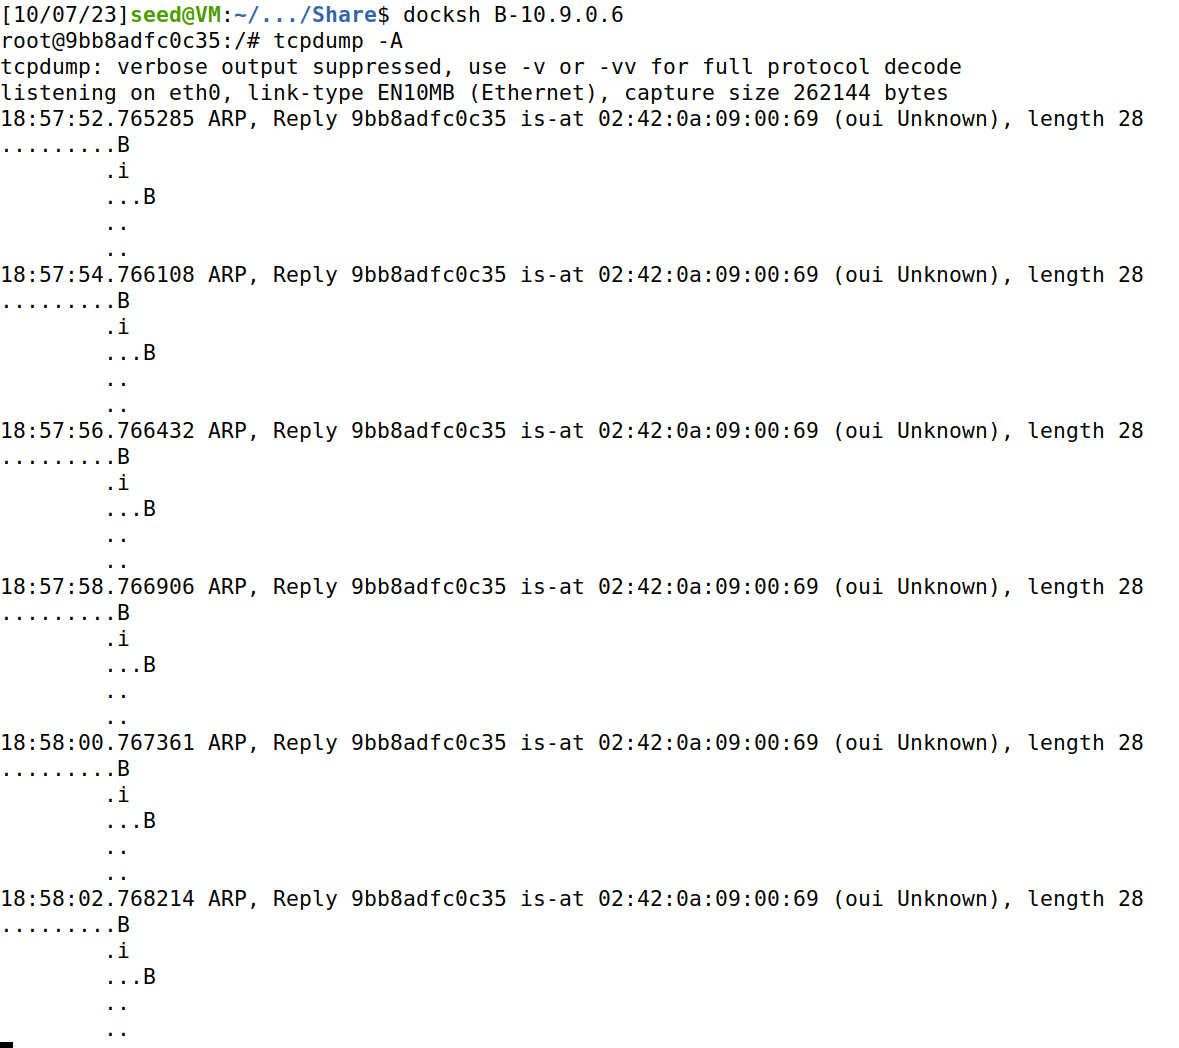 [10/07/23]seed@VM:~/.../Share$ docksh B-10.9.0.6
root@9bb8adfc0c35:/# tcpdump -A
tcpdump: verbose output suppressed, use -v or -vv for full protocol decode
listening on eth0, link-type EN10MB (Ethernet), capture size 262144 bytes
18:57:52.765285 ARP, Reply 9bb8adfc0c35 is-at 02:42:0a:09:00:69 (oui Unknown), length 28
.........B
        .i
        ...B
        ..
        ..
18:57:54.766108 ARP, Reply 9bb8adfc0c35 is-at 02:42:0a:09:00:69 (oui Unknown), length 28
.........B
        .i
        ...B
        ..
        ..
18:57:56.766432 ARP, Reply 9bb8adfc0c35 is-at 02:42:0a:09:00:69 (oui Unknown), length 28
.........B
        .i
        ...B
        ..
        ..
18:57:58.766906 ARP, Reply 9bb8adfc0c35 is-at 02:42:0a:09:00:69 (oui Unknown), length 28
.........B
        .i
        ...B
        ..
        ..
18:58:00.767361 ARP, Reply 9bb8adfc0c35 is-at 02:42:0a:09:00:69 (oui Unknown), length 28
.........B
        .i
        ...B
        ..
        ..
18:58:02.768214 ARP, Reply 9bb8adfc0c35 is-at 02:42:0a:09:00:69 (oui Unknown), length 28
.........B
        .i
        ...B
        ..
        ..